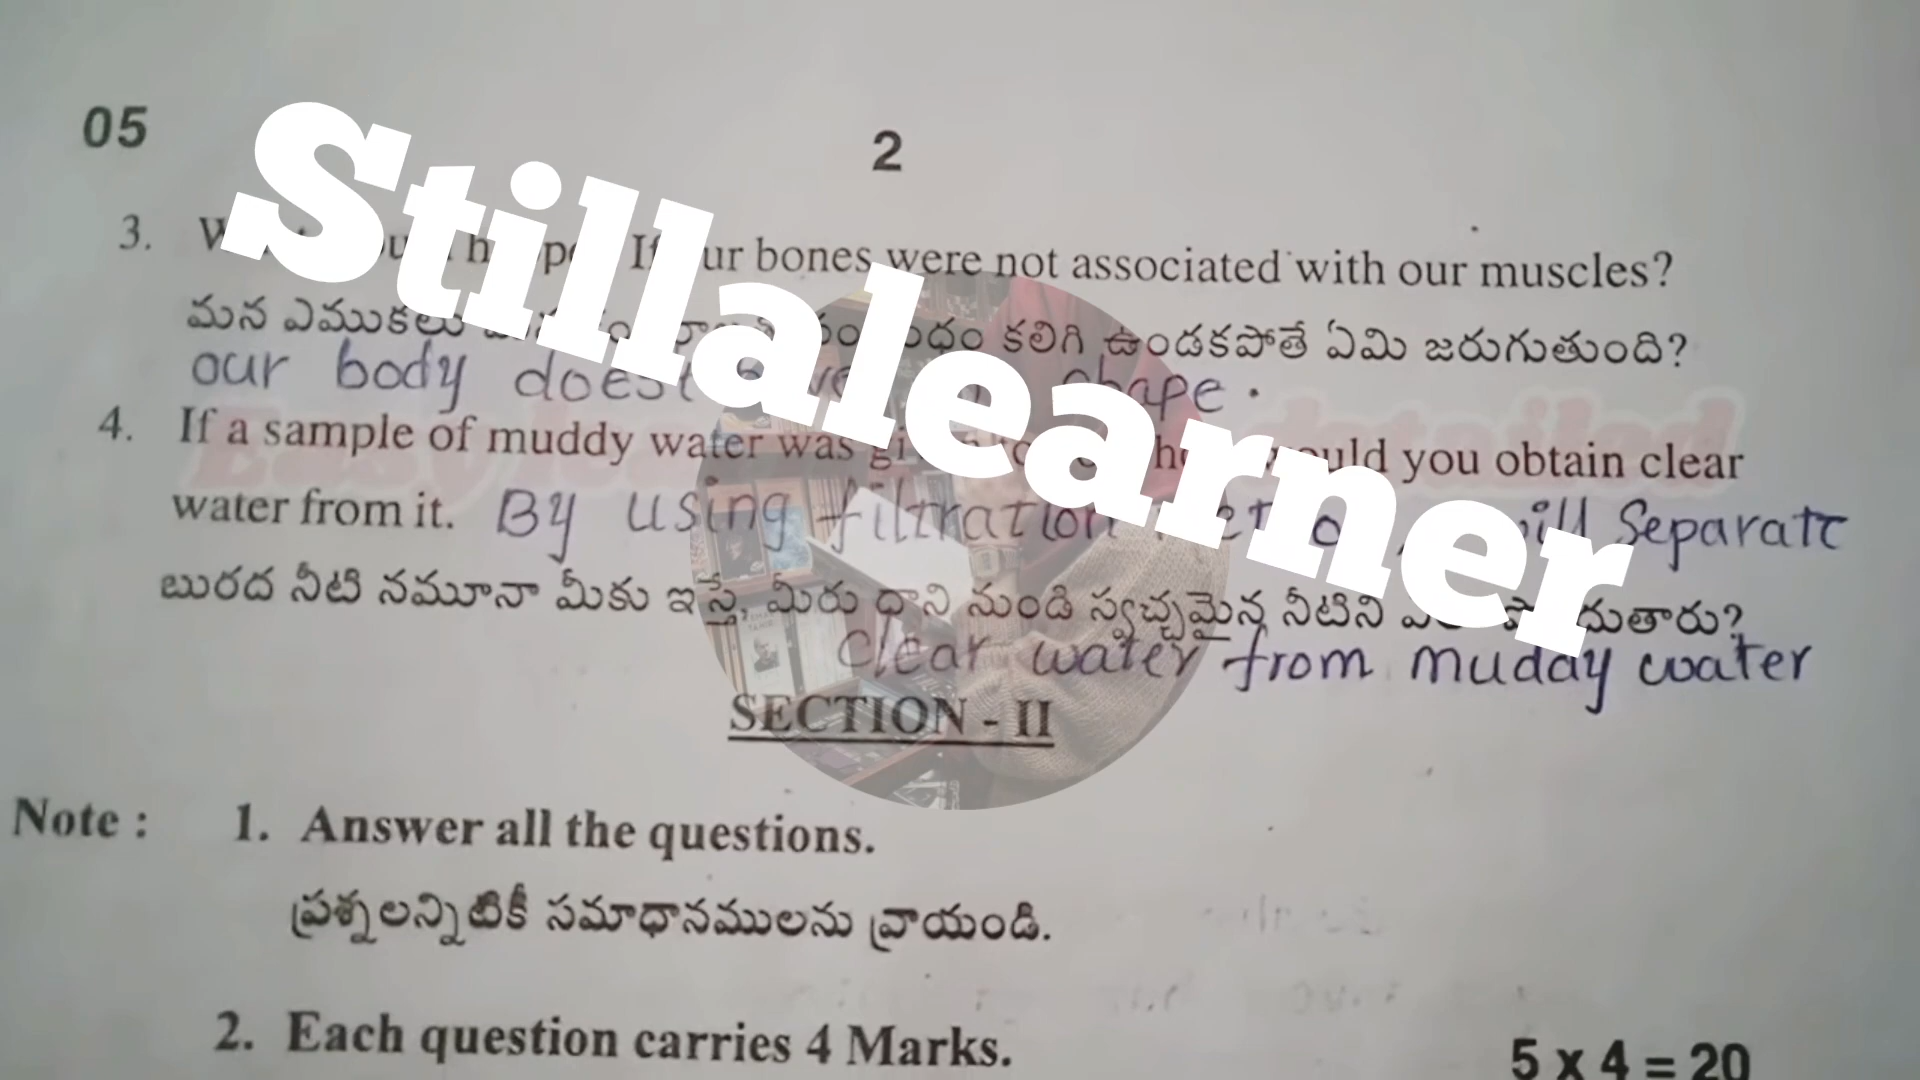 05
2
Stillalearner
3. ur bones were not associated with our muscles?
మన ఎముకలు కలిగి ఉండకపోతే ఏమి జరుగుతుంది?
our body shape.
4. If a sample of muddy water was you obtain clear
water from it. By using filtration will Separate
బురద నీటి నమూనా మీకు ఇస్తే, మీరు దాని నుండి స్వచ్ఛమైన నీటిని
clear water from muddy water
SECTION - II
Note : 1. Answer all the questions.
ప్రశ్నలన్నిటికీ సమాధానములను వ్రాయండి.
2. Each question carries 4 Marks.
5 x 4 = 20